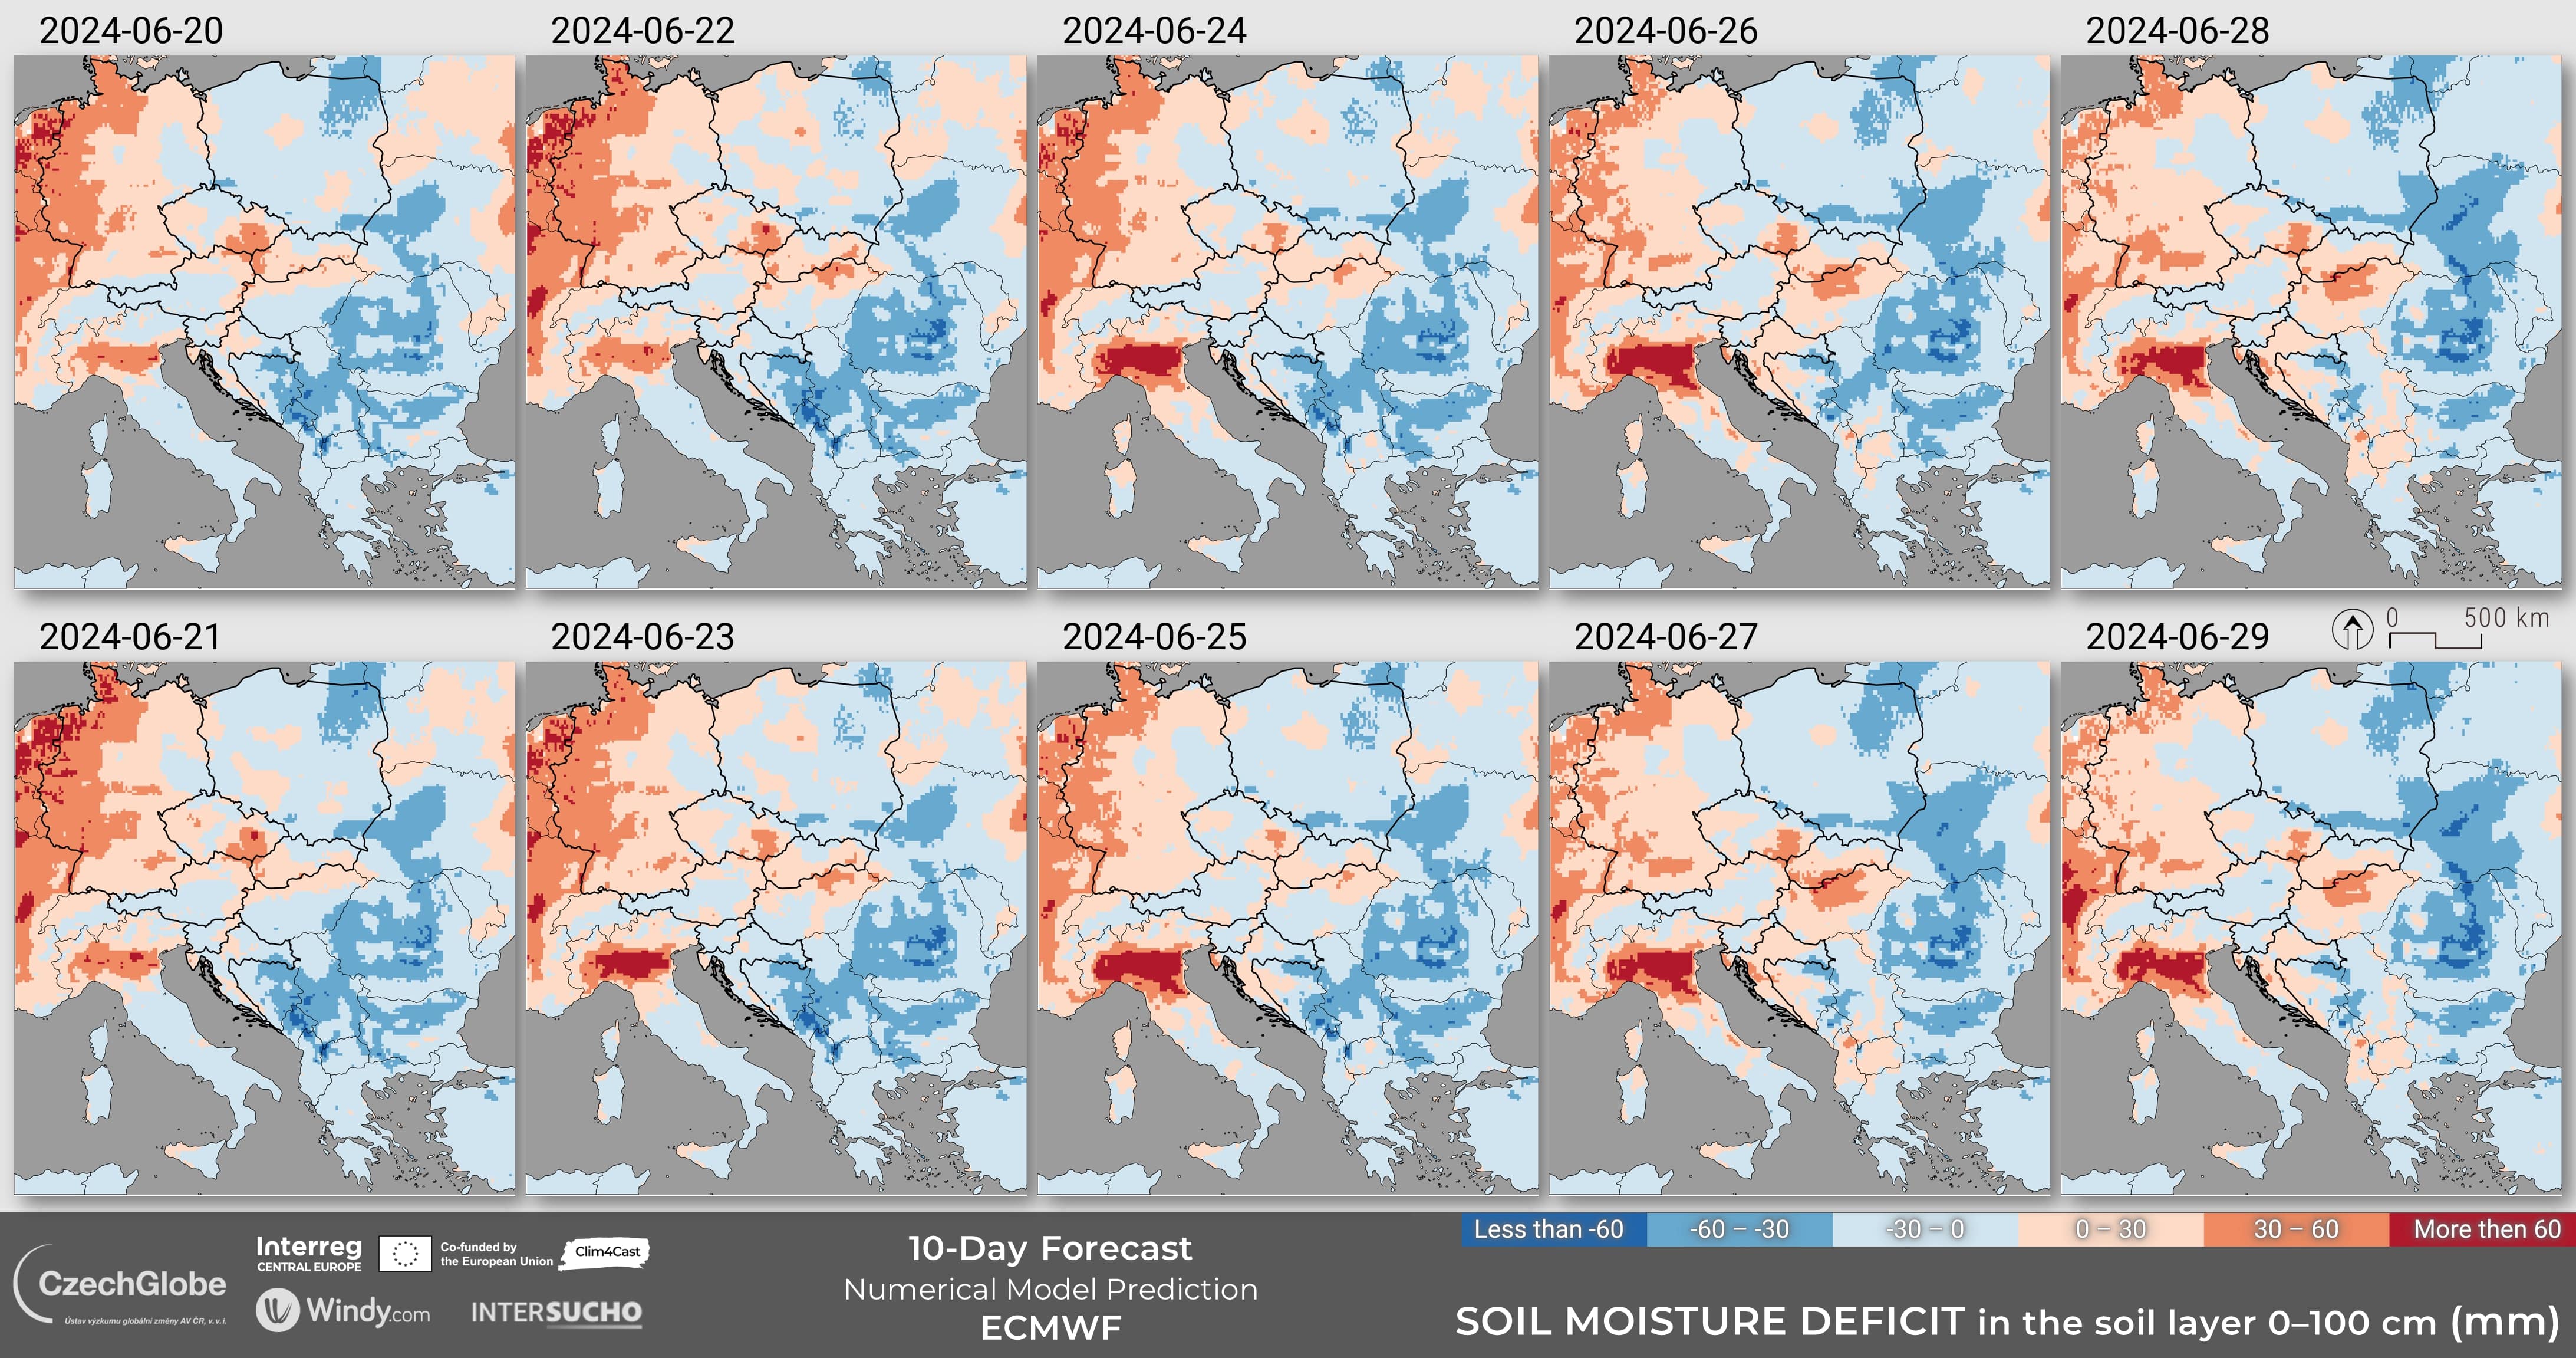 2024-06-20
2024-06-22
2024-06-24
2024-06-26
2024-06-28
0 500 km
2024-06-21
2024-06-23
2024-06-25
2024-06-27
2024-06-29
Less than -60
-60 – -30
-30 – 0
0 – 30
30 – 60
More then 60
CzechGlobe
Ústav výzkumu globální změny AV ČR, v.v.i.
Interreg
CENTRAL EUROPE
Co-funded by
the European Union
Clim4Cast
Windy.com
INTERSUCHO
10-Day Forecast
Numerical Model Prediction
ECMWF
SOIL MOISTURE DEFICIT in the soil layer 0–100 cm (mm)